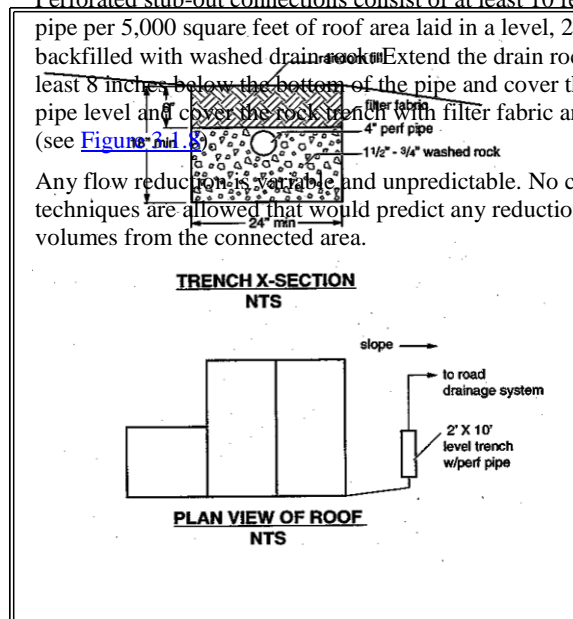 Perforated stub-out connections consist of at least 10
pipe per 5,000 square feet of roof area laid in a level, 2
backfilled with washed drain rock. Extend the drain
least 8 inches below the bottom of the pipe and cover
pipe level and cover the rock trench with filter fabric
(see Figure 3.1.8).
Any flow reduction is variable and unpredictable. No
techniques are allowed that would predict any
volumes from the connected area.
random fill
filter fabric
4" perf pipe
1 1/2" - 3/4" washed rock
6"
18" min
24" min
TRENCH X-SECTION
NTS
slope
to road
drainage system
2' X 10'
level trench
w/perf pipe
PLAN VIEW OF ROOF
NTS